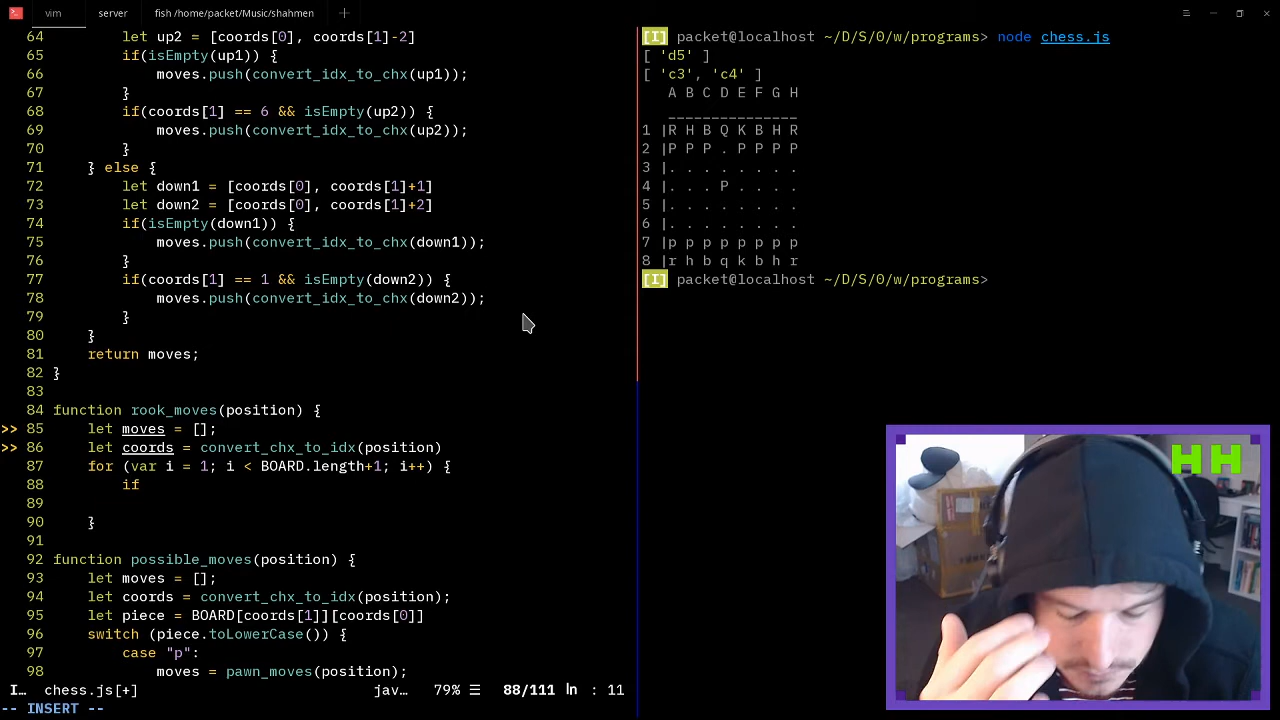 vim server fish /home/packet/Music/shahmen
64 let up2 = [coords[0], coords[1]-2]
65 if(isEmpty(up1)) {
66 moves.push(convert_idx_to_chx(up1));
67 }
68 if(coords[1] == 6 && isEmpty(up2)) {
69 moves.push(convert_idx_to_chx(up2));
70 }
71 } else {
72 let down1 = [coords[0], coords[1]+1]
73 let down2 = [coords[0], coords[1]+2]
74 if(isEmpty(down1)) {
75 moves.push(convert_idx_to_chx(down1));
76 }
77 if(coords[1] == 1 && isEmpty(down2)) {
78 moves.push(convert_idx_to_chx(down2));
79 }
80 }
81 return moves;
82 }
83
84 function rook_moves(position) {
>> 85 let moves = [];
>> 86 let coords = convert_chx_to_idx(position)
87 for (var i = 1; i < BOARD.length+1; i++) {
88 if
89
90 }
91
92 function possible_moves(position) {
93 let moves = [];
94 let coords = convert_chx_to_idx(position);
95 let piece = BOARD[coords[1]][coords[0]]
96 switch (piece.toLowerCase()) {
97 case "p":
98 moves = pawn_moves(position);
I… chess.js[+] jav… 79% ☰ 88/111 ln : 11
-- INSERT --
[I] packet@localhost ~/D/S/0/w/programs> node chess.js
[ 'd5' ]
[ 'c3', 'c4' ]
A B C D E F G H
_______________
1 |R H B Q K B H R
2 |P P P . P P P P
3 |. . . . . . . .
4 |. . . P . . . .
5 |. . . . . . . .
6 |. . . . . . . .
7 |p p p p p p p p
8 |r h b q k b h r
[I] packet@localhost ~/D/S/0/w/programs>
HH